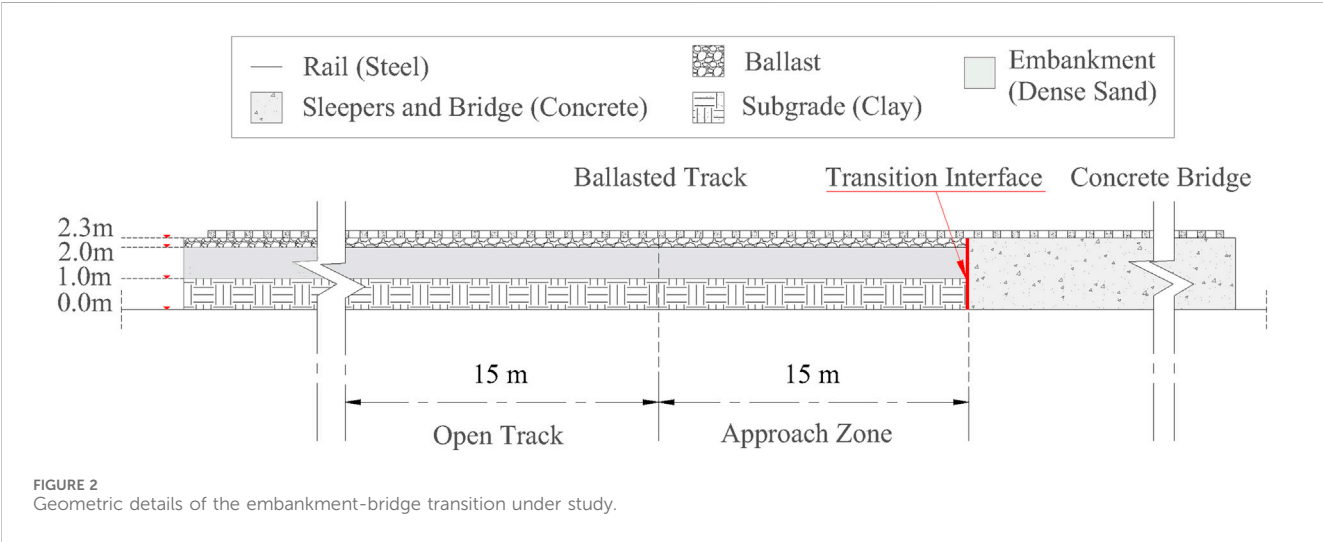 Rail (Steel)
Ballast
Embankment
(Dense Sand)
Sleepers and Bridge (Concrete)
Subgrade (Clay)
Ballasted Track
Transition Interface
Concrete Bridge
2.3m
2.0m
1.0m
0.0m
15 m
15 m
Open Track
Approach Zone
FIGURE 2
Geometric details of the embankment-bridge transition under study.